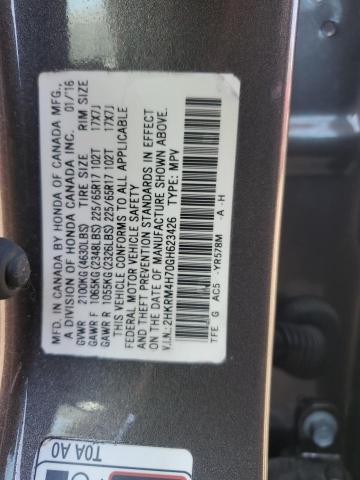 MFD. IN CANADA BY HONDA OF CANADA MFG.,
A DIVISION OF HONDA CANADA INC. 01/'16
GVWR 2100KG(4630LBS) TIRE SIZE RIM SIZE
GAWR F 1065KG(2348LBS) 225/65R17 102T 17X7J
GAWR R 1055KG(2326LBS) 225/65R17 102T 17X7J
THIS VEHICLE CONFORMS TO ALL APPLICABLE
FEDERAL MOTOR VEHICLE SAFETY
AND THEFT PREVENTION STANDARDS IN EFFECT
ON THE DATE OF MANUFACTURE SHOWN ABOVE.
V.I.N.:2HKRM4H70GH623426 TYPE: MPV
TFE G AC5 -YR578M -A -H
TOA A0